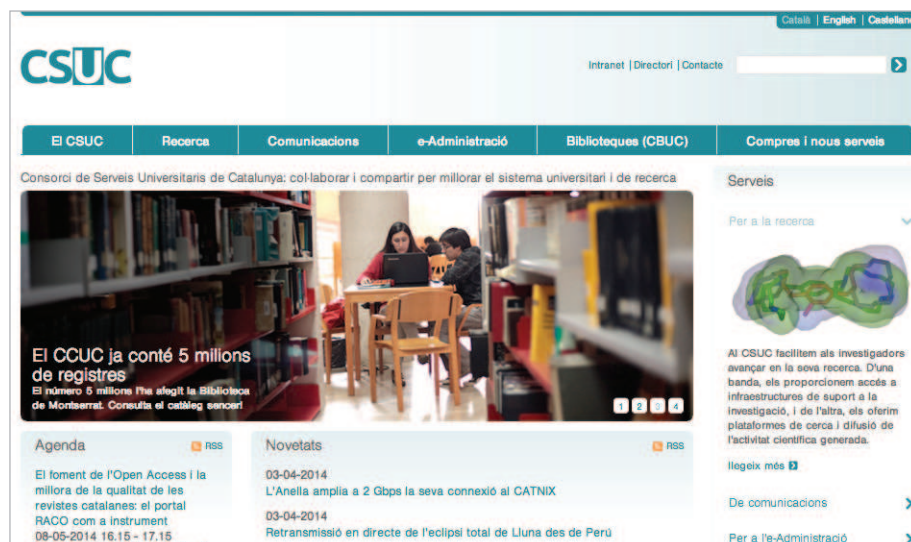 Català | English | Castellano
CSUC
Intranet | Directori | Contacte
El CSUC
Recerca
Comunicacions
e-Administració
Biblioteques (CBUC)
Compres i nous serveis
Consorci de Serveis Universitaris de Catalunya: col·laborar i compartir per millorar el sistema universitari i de recerca
El CCUC ja conté 5 milions
de registres
El número 5 milions l'ha afegit la Biblioteca
de Montserrat. Consulta el catàleg sencer!
1 2 3 4
Agenda
RSS
El foment de l'Open Access i la
millora de la qualitat de les
revistes catalanes: el portal
RACO com a instrument
08-05-2014 16.15 - 17.15
Novetats
RSS
03-04-2014
L'Anella amplia a 2 Gbps la seva connexió al CATNIX
03-04-2014
Retransmissió en directe de l'eclipsi total de Lluna des de Perú
Serveis
Per a la recerca
Al CSUC facilitem als investigadors
avançar en la seva recerca. D'una
banda, els proporcionem accés a
infraestructures de suport a la
investigació, i de l'altra, els oferim
plataformes de cerca i difusió de
l'activitat científica generada.
llegeix més
De comunicacions
Per a l'e-Administració